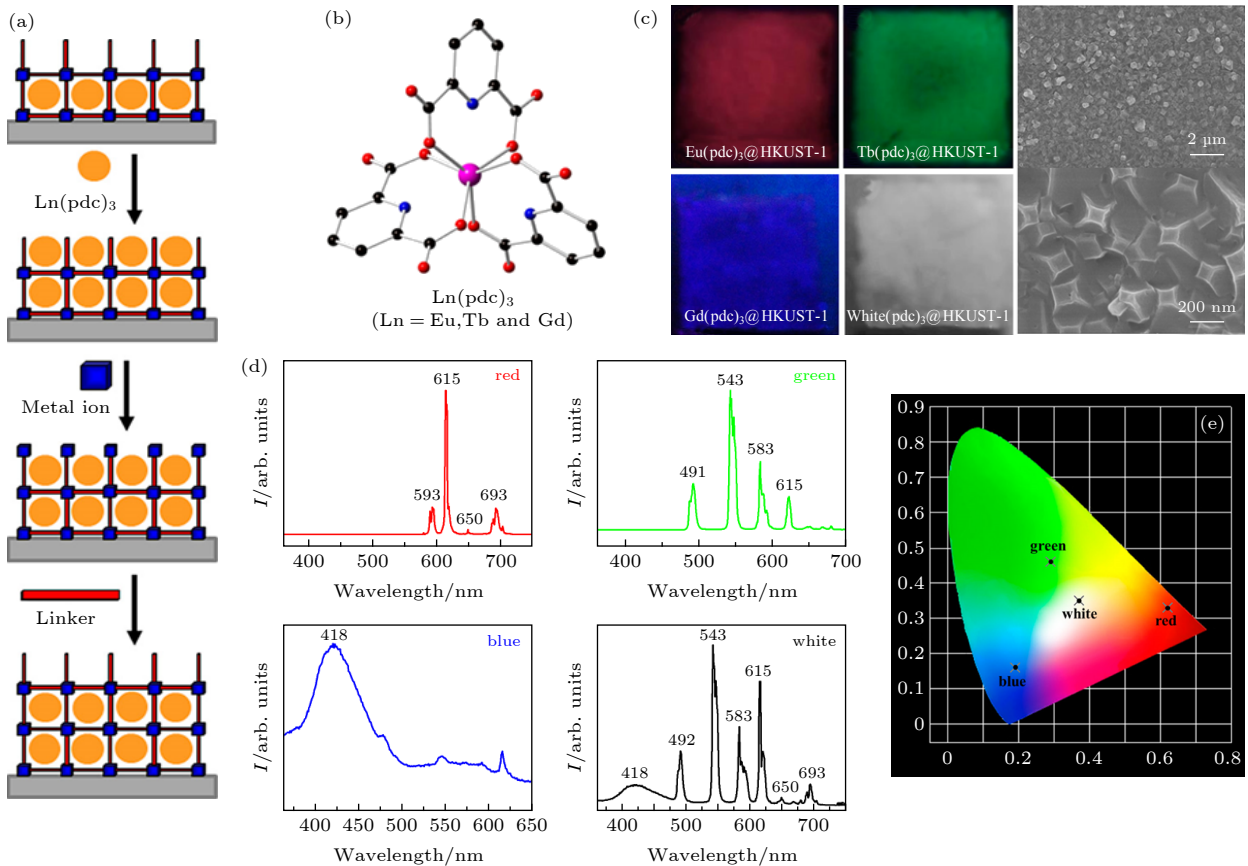 (a)
Ln(pdc)₃
Metal ion
Linker
(b)
Ln(pdc)₃
(Ln = Eu,Tb and Gd)
(c)
Eu(pdc)₃@HKUST-1
Tb(pdc)₃@HKUST-1
2 µm
Gd(pdc)₃@HKUST-1
White(pdc)₃@HKUST-1
200 nm
(d)
red
615
593
650
693
I/arb. units
400 500 600 700
Wavelength/nm
green
543
583
491
615
I/arb. units
400 500 600 700
Wavelength/nm
blue
418
I/arb. units
400 450 500 550 600 650
Wavelength/nm
white
543
615
583
492
418
650
693
I/arb. units
400 500 600 700
Wavelength/nm
(e)
0.9
0.8
0.7
0.6
0.5
0.4
0.3
0.2
0.1
0
0 0.2 0.4 0.6 0.8
green
white
red
blue